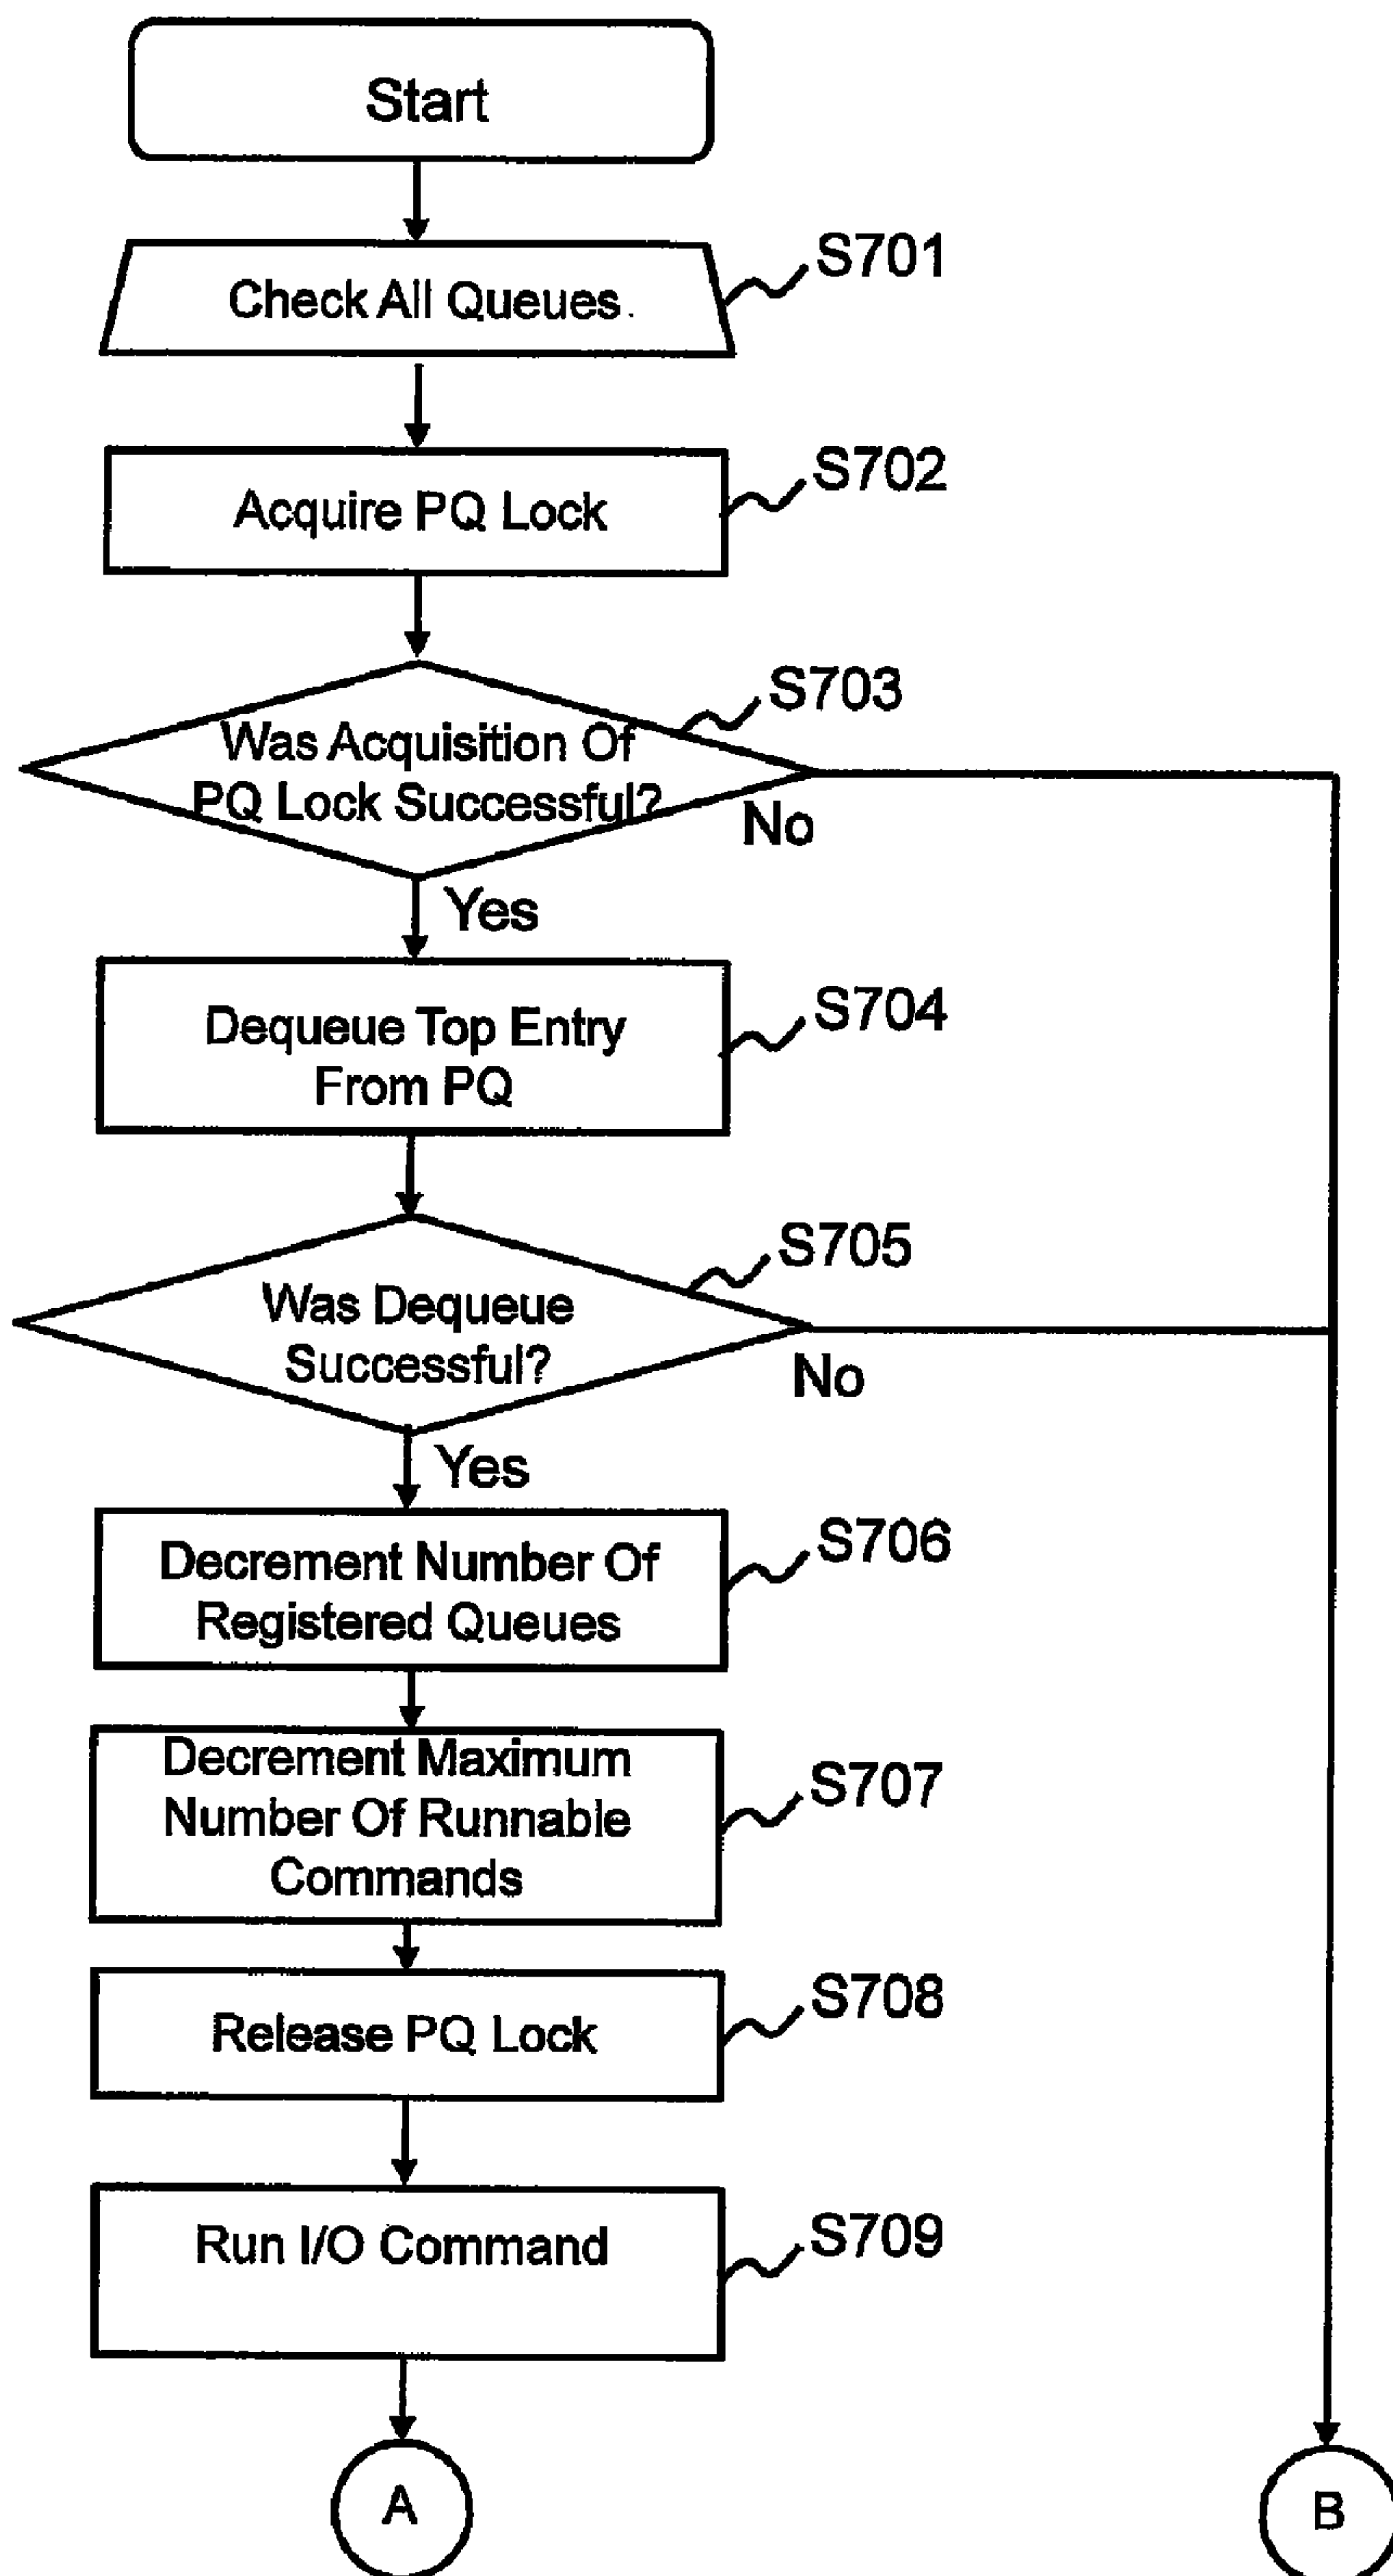 Start
Check All Queues
S701
Acquire PQ Lock
S702
S703
Was Acquisition Of
PQ Lock Successful?
No
Yes
Dequeue Top Entry
From PQ
S704
S705
Was Dequeue
Successful?
No
Yes
Decrement Number Of
Registered Queues
S706
Decrement Maximum
Number Of Runnable
Commands
S707
Release PQ Lock
S708
Run I/O Command
S709
A
B